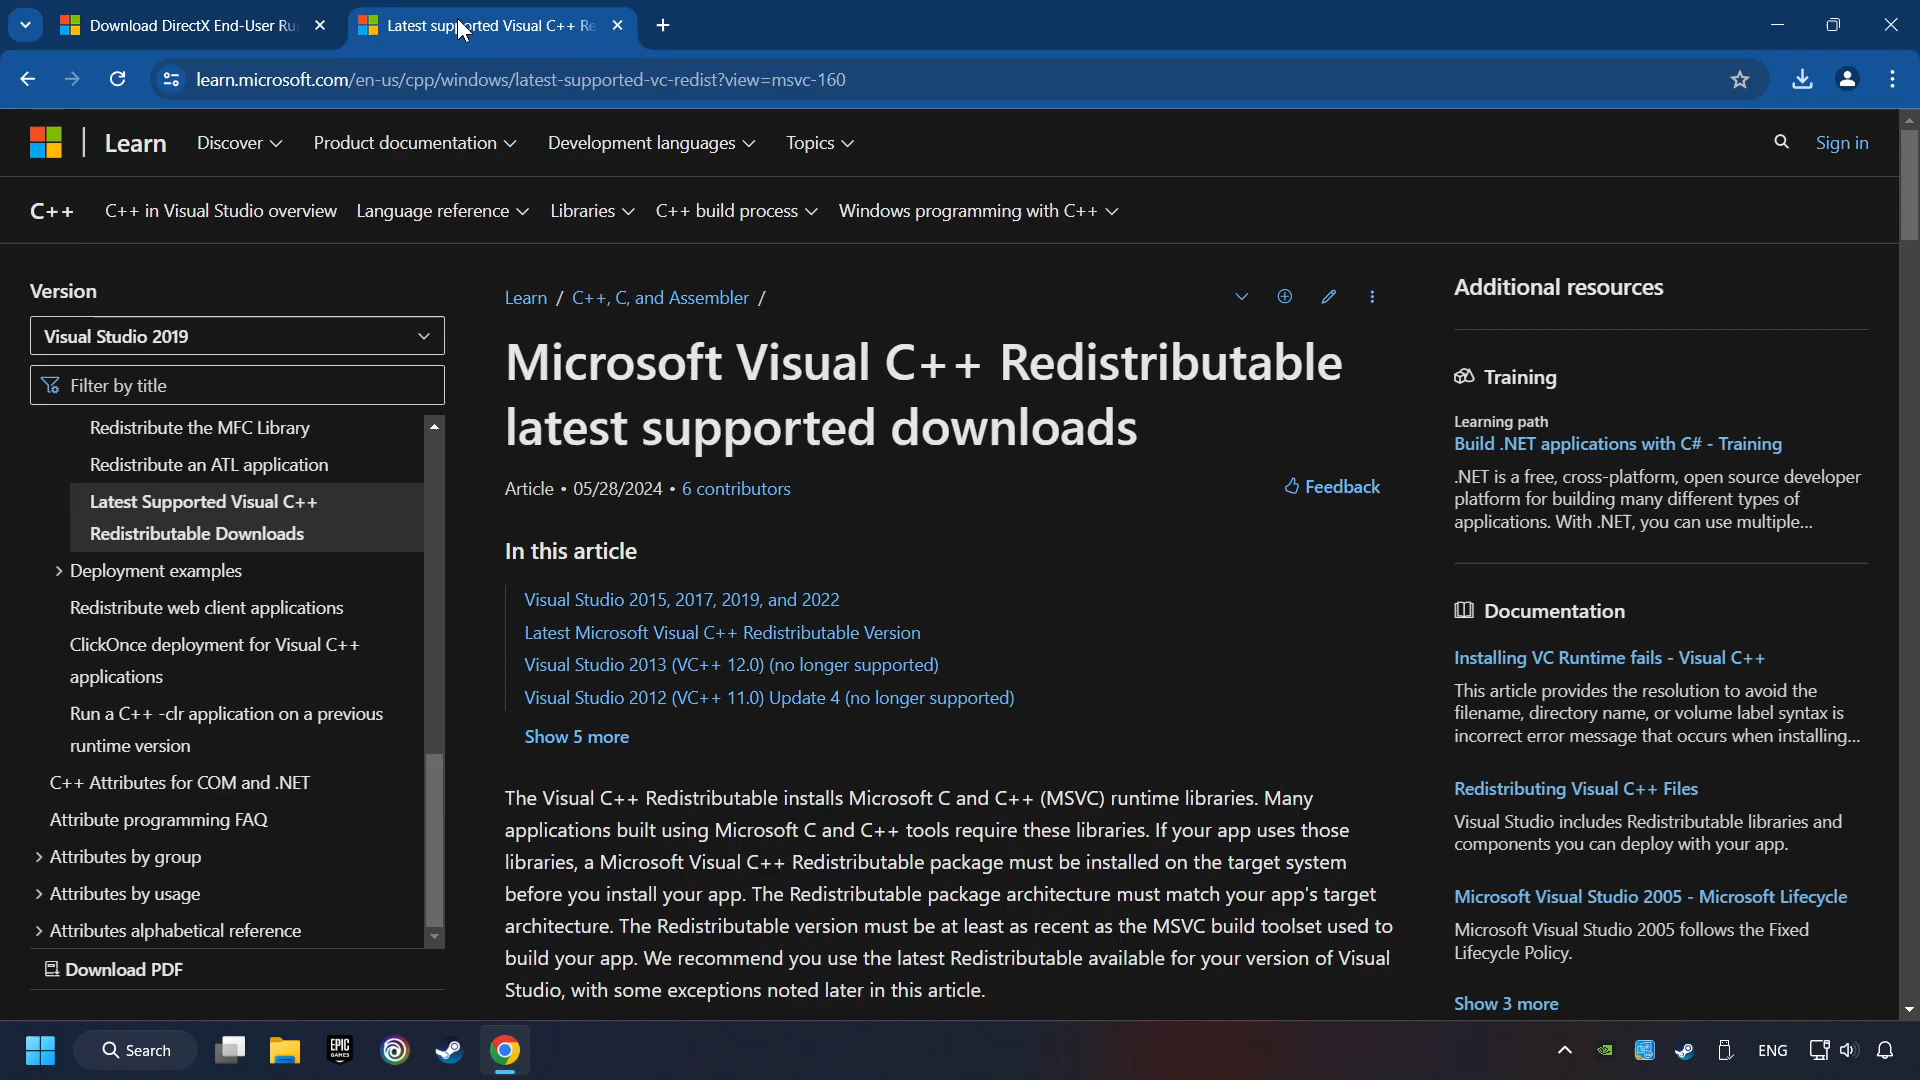 Download DirectX End-User Ru
Latest supported Visual C++ Re
learn.microsoft.com/en-us/cpp/windows/latest-supported-vc-redist?view=msvc-160
Learn
Discover
Product documentation
Development languages
Topics
Sign in
C++
C++ in Visual Studio overview
Language reference
Libraries
C++ build process
Windows programming with C++
Version
Visual Studio 2019
Filter by title
Redistribute the MFC Library
Redistribute an ATL application
Latest Supported Visual C++
Redistributable Downloads
Deployment examples
Redistribute web client applications
ClickOnce deployment for Visual C++
applications
Run a C++ -clr application on a previous
runtime version
C++ Attributes for COM and .NET
Attribute programming FAQ
Attributes by group
Attributes by usage
Attributes alphabetical reference
Download PDF
Learn / C++, C, and Assembler /
Microsoft Visual C++ Redistributable
latest supported downloads
Article • 05/28/2024 • 6 contributors
Feedback
In this article
Visual Studio 2015, 2017, 2019, and 2022
Latest Microsoft Visual C++ Redistributable Version
Visual Studio 2013 (VC++ 12.0) (no longer supported)
Visual Studio 2012 (VC++ 11.0) Update 4 (no longer supported)
Show 5 more
The Visual C++ Redistributable installs Microsoft C and C++ (MSVC) runtime libraries. Many
applications built using Microsoft C and C++ tools require these libraries. If your app uses those
libraries, a Microsoft Visual C++ Redistributable package must be installed on the target system
before you install your app. The Redistributable package architecture must match your app's target
architecture. The Redistributable version must be at least as recent as the MSVC build toolset used to
build your app. We recommend you use the latest Redistributable available for your version of Visual
Studio, with some exceptions noted later in this article.
Additional resources
Training
Learning path
Build .NET applications with C# - Training
.NET is a free, cross-platform, open source developer
platform for building many different types of
applications. With .NET, you can use multiple...
Documentation
Installing VC Runtime fails - Visual C++
This article provides the resolution to avoid the
filename, directory name, or volume label syntax is
incorrect error message that occurs when installing...
Redistributing Visual C++ Files
Visual Studio includes Redistributable libraries and
components you can deploy with your app.
Microsoft Visual Studio 2005 - Microsoft Lifecycle
Microsoft Visual Studio 2005 follows the Fixed
Lifecycle Policy.
Show 3 more
Search
EPIC
GAMES
ENG